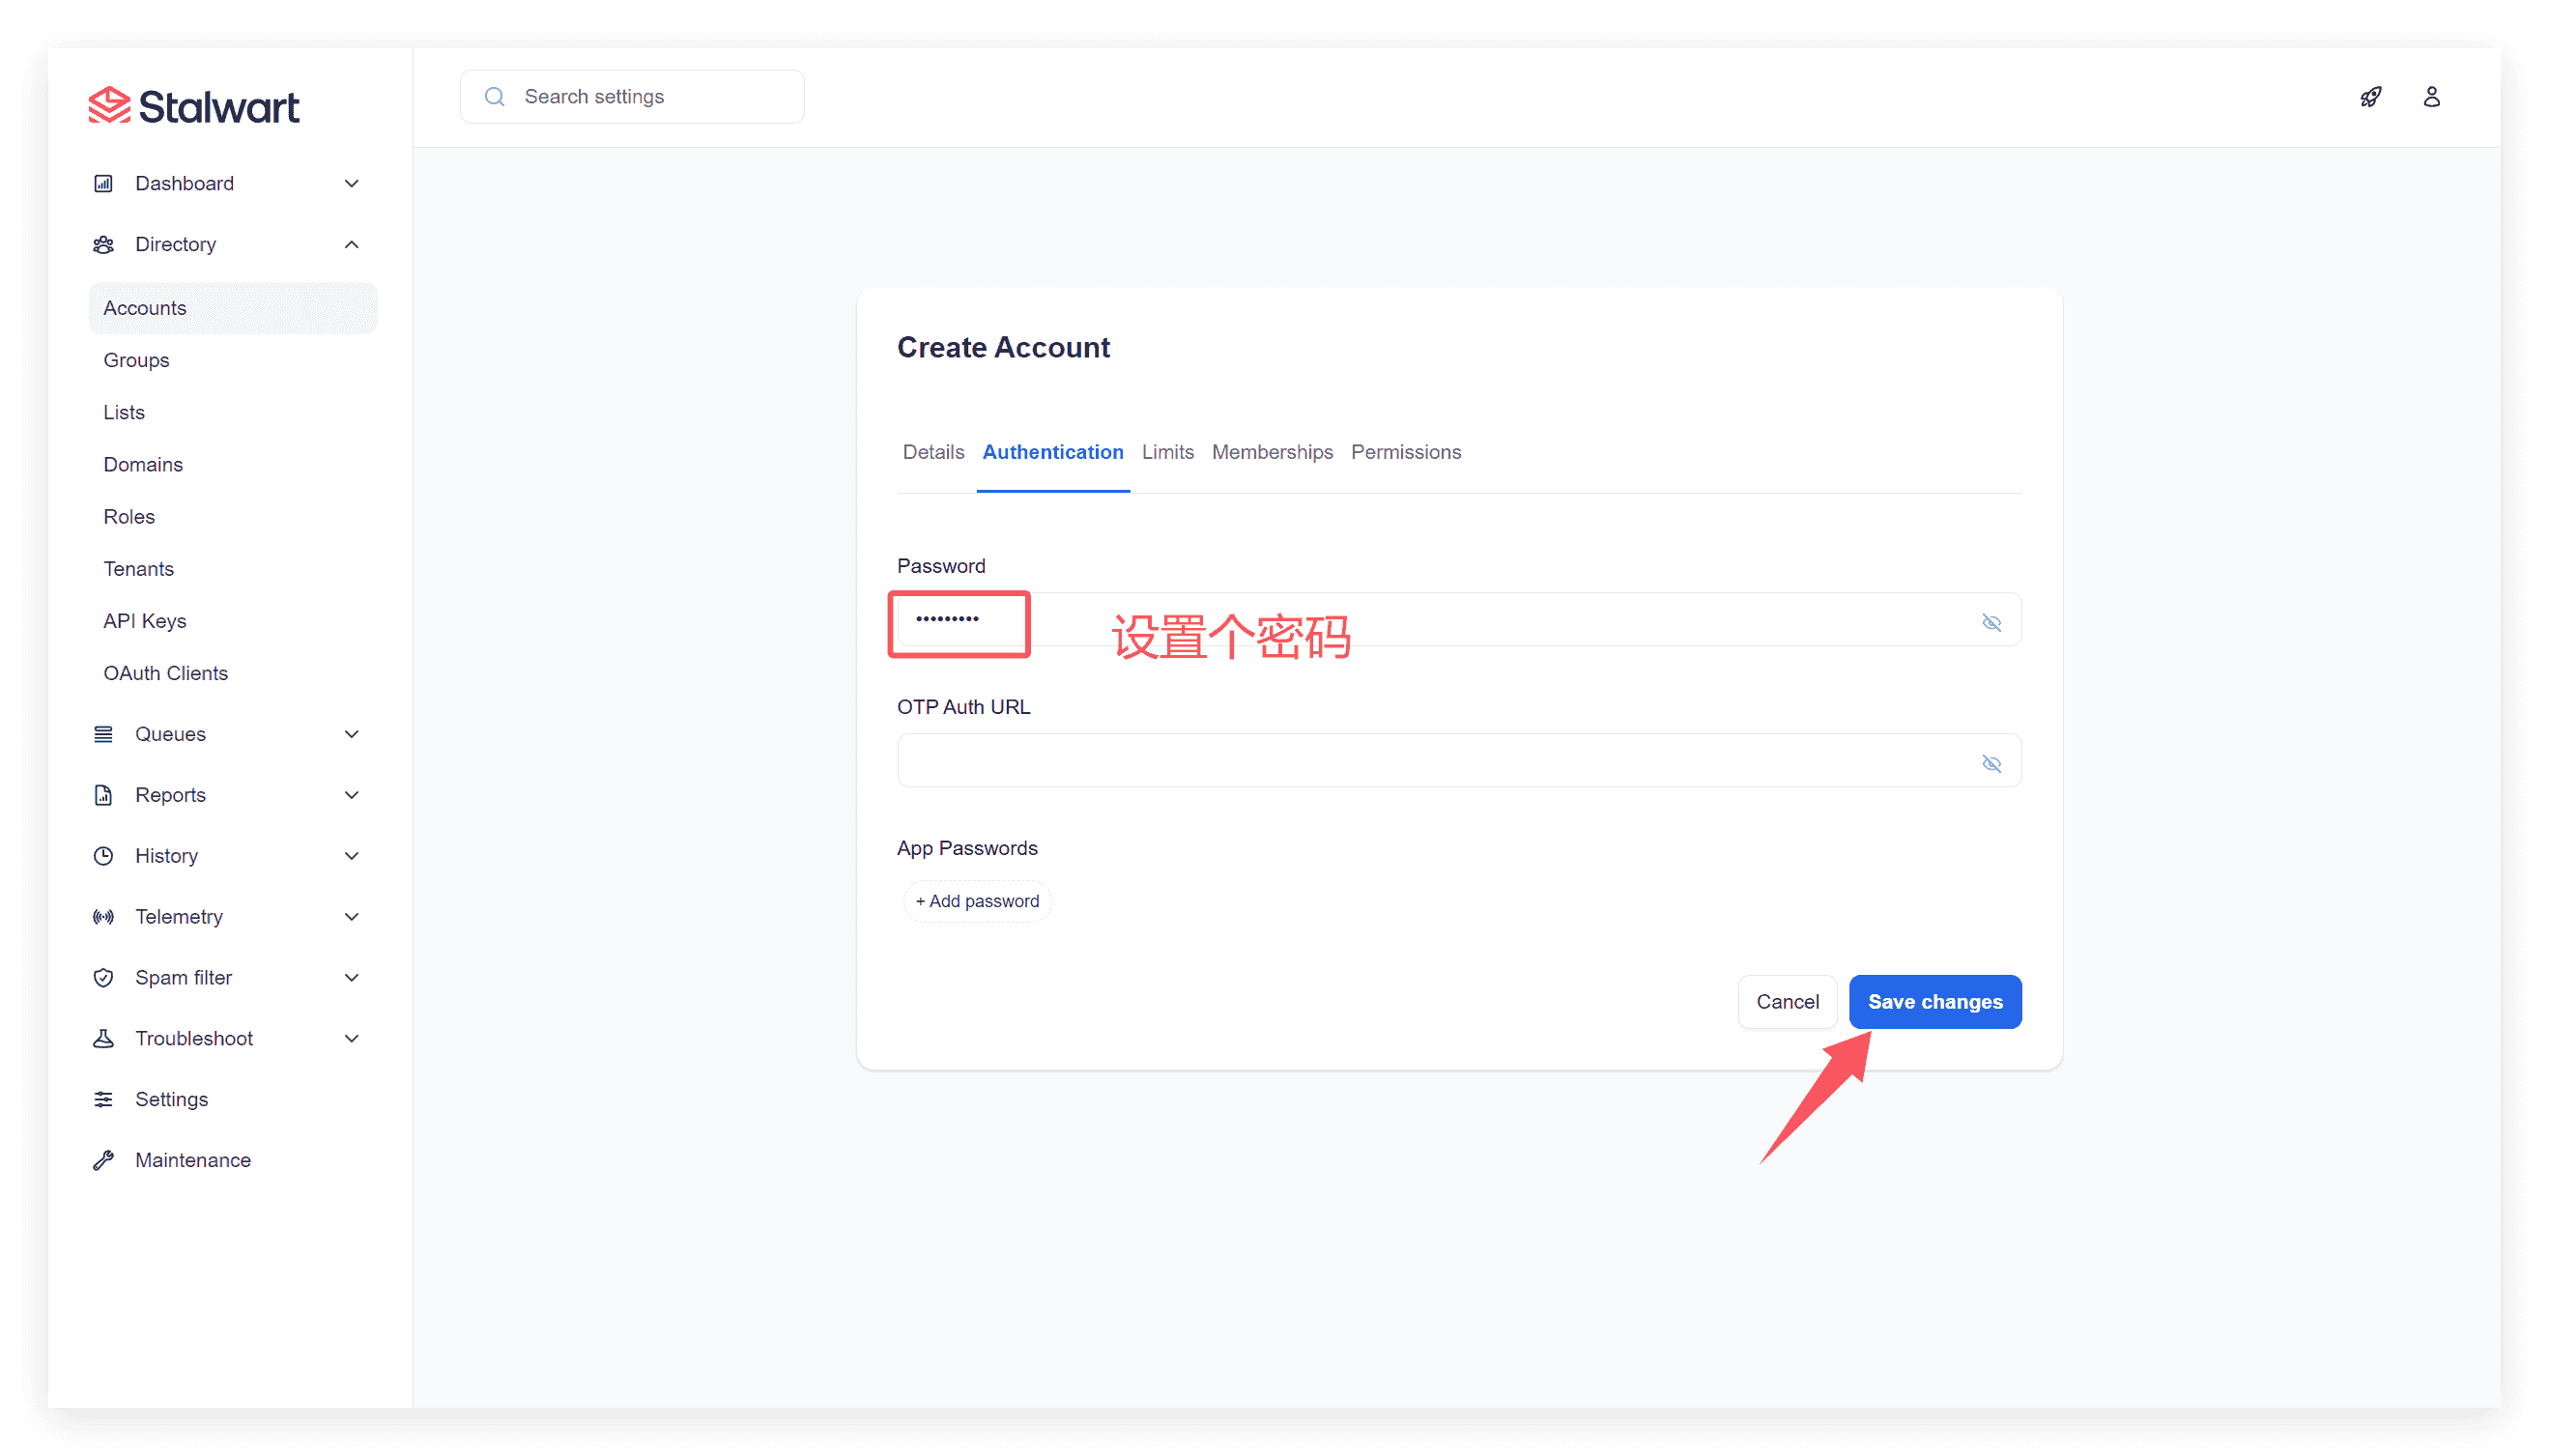 Stalwart
Search settings
Dashboard
Directory
Accounts
Groups
Lists
Domains
Roles
Tenants
API Keys
OAuth Clients
Queues
Reports
History
Telemetry
Spam filter
Troubleshoot
Settings
Maintenance
Create Account
Details Authentication Limits Memberships Permissions
Password
•••••••••
设置个密码
OTP Auth URL
App Passwords
+ Add password
Cancel Save changes